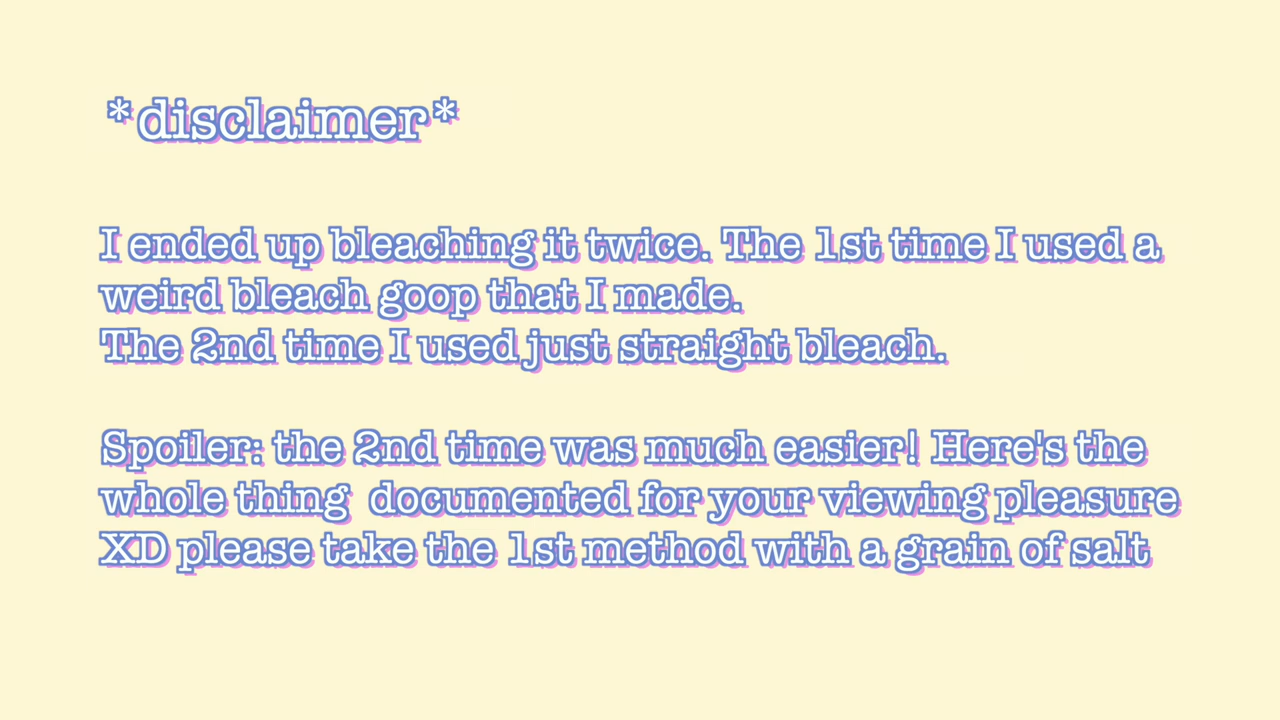 *disclaimer*
I ended up bleaching it twice. The 1st time I used a
weird bleach goop that I made.
The 2nd time I used just straight bleach.
Spoiler: the 2nd time was much easier! Here's the
whole thing  documented for your viewing pleasure
XD please take the 1st method with a grain of salt